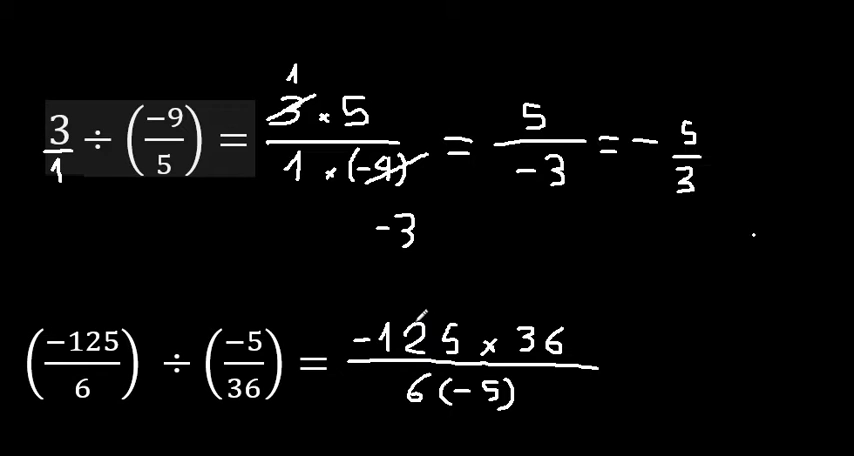 3/1 ÷ (-9/5) = 3 × 5 / 1 × (-9) = 5 / -3 = - 5/3
1
-3
(-125/6) ÷ (-5/36) = -125 × 36 / 6(-5)